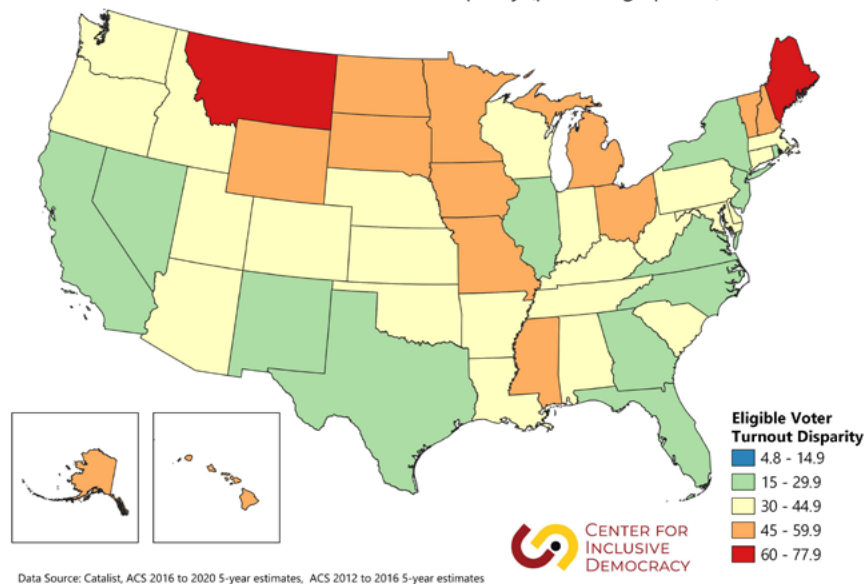 Eligible Voter
Turnout Disparity
4.8 - 14.9
15 - 29.9
30 - 44.9
45 - 59.9
60 - 77.9
CENTER FOR
INCLUSIVE
DEMOCRACY
Data Source: Catalist, ACS 2016 to 2020 5-year estimates, ACS 2012 to 2016 5-year estimates